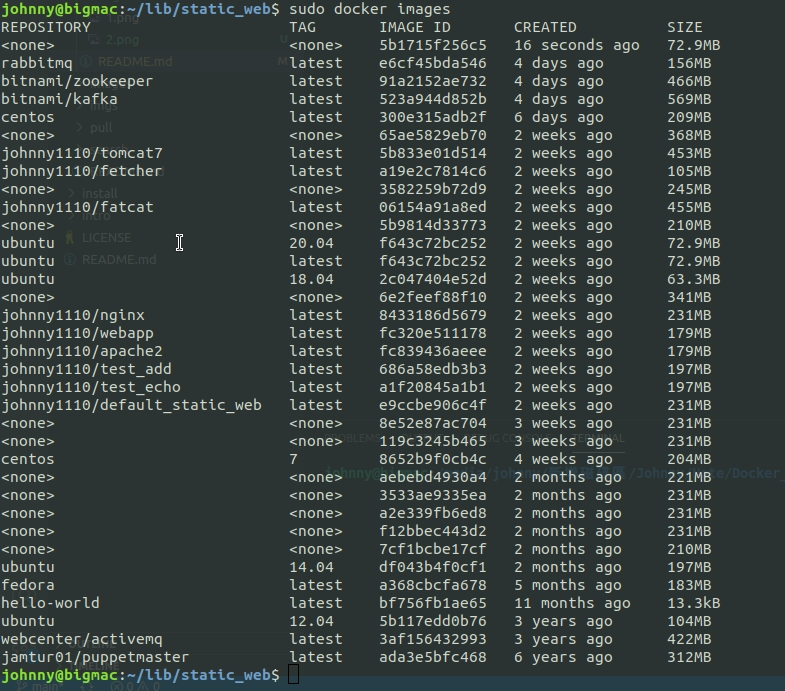 johnny@bigmac:~/lib/static_web$ sudo docker images
REPOSITORY TAG IMAGE ID CREATED SIZE
<none> <none> 5b1715f256c5 16 seconds ago 72.9MB
rabbitmq latest e6cf45bda546 4 days ago 156MB
bitnami/zookeeper latest 91a2152ae732 4 days ago 466MB
bitnami/kafka latest 523a944d852b 4 days ago 569MB
centos latest 300e315adb2f 6 days ago 209MB
<none> <none> 65ae5829eb70 2 weeks ago 368MB
johnny1110/tomcat7 latest 5b833e01d514 2 weeks ago 453MB
johnny1110/fetcher latest a19e2c7814c6 2 weeks ago 105MB
<none> <none> 3582259b72d9 2 weeks ago 245MB
johnny1110/fatcat latest 06154a91a8ed 2 weeks ago 455MB
<none> <none> 5b9814d33773 2 weeks ago 210MB
ubuntu 20.04 f643c72bc252 2 weeks ago 72.9MB
ubuntu latest f643c72bc252 2 weeks ago 72.9MB
ubuntu 18.04 2c047404e52d 2 weeks ago 63.3MB
<none> <none> 6e2feef88f10 2 weeks ago 341MB
johnny1110/nginx latest 8433186d5679 2 weeks ago 231MB
johnny1110/webapp latest fc320e511178 2 weeks ago 179MB
johnny1110/apache2 latest fc839436aeee 2 weeks ago 179MB
johnny1110/test_add latest 686a58edb3b3 2 weeks ago 197MB
johnny1110/test_echo latest a1f20845a1b1 2 weeks ago 197MB
johnny1110/default_static_web latest e9ccbe906c4f 2 weeks ago 231MB
<none> <none> 8e52e87ac704 3 weeks ago 231MB
<none> <none> 119c3245b465 3 weeks ago 231MB
centos 7 8652b9f0cb4c 4 weeks ago 204MB
<none> <none> aebebd4930a4 2 months ago 221MB
<none> <none> 3533ae9335ea 2 months ago 231MB
<none> <none> a2e339fb6ed8 2 months ago 231MB
<none> <none> f12bbec443d2 2 months ago 231MB
<none> <none> 7cf1bcbe17cf 2 months ago 210MB
ubuntu 14.04 df043b4f0cf1 2 months ago 197MB
fedora latest a368cbcfa678 5 months ago 183MB
hello-world latest bf756fb1ae65 11 months ago 13.3kB
ubuntu 12.04 5b117edd0b76 3 years ago 104MB
webcenter/activemq latest 3af156432993 3 years ago 422MB
jamtur01/puppetmaster latest ada3e5bfc468 6 years ago 312MB
johnny@bigmac:~/lib/static_web$
1.png
2.png U
README.md M
imgs
pull
install
intro
LICENSE
README.md
TERMINAL